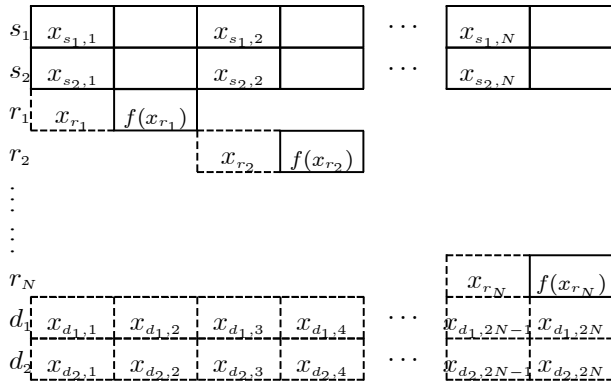 s₁ x_{s₁,1} x_{s₁,2} ⋯ x_{s₁,N}
s₂ x_{s₂,1} x_{s₂,2} ⋯ x_{s₂,N}
r₁ x_{r₁} f(x_{r₁})
r₂ x_{r₂} f(x_{r₂})
⋮
⋮
r_N x_{r_N} f(x_{r_N})
d₁ x_{d₁,1} x_{d₁,2} x_{d₁,3} x_{d₁,4} ⋯ x_{d₁,2N−1} x_{d₁,2N}
d₂ x_{d₂,1} x_{d₂,2} x_{d₂,3} x_{d₂,4} ⋯ x_{d₂,2N−1} x_{d₂,2N}